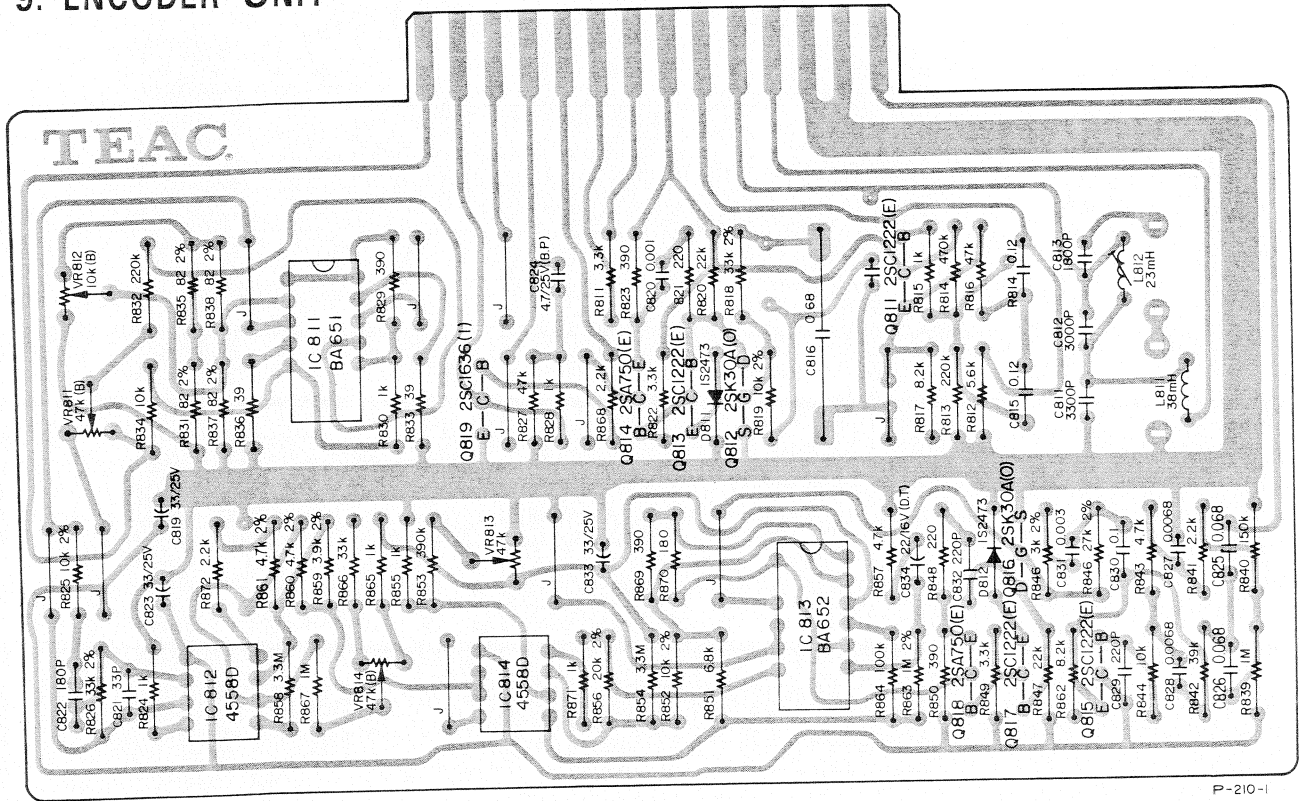 9. ENCODER UNIT
TEAC
VR812
10k (B)
R832 220k
R835 82 2%
R838 82 2%
J
IC 811
BA651
R829 390
J
VR811
47k (B)
R834 10k
R831 82 2%
R837 82 2%
R836 39
R830 1k
R833 39
Q819 2SC1636(1)
E-C-B
J
J
R827 47k
C824
4.7/25V(B.P)
R828 1k
J
R811 3.3k
R868 2.2k
Q814 2SA750(E)
B-C-E
R823 390
C820 0.001
R822 3.3k
Q813 2SC1222(E)
E-C-B
R821 220
R820 22k
D811 1S2473
Q812 2SK30A(O)
S-G-D
R818 33k 2%
R819 10k 2%
C816 0.68
J
Q811 2SC1222(E)
E-C-B
R815 1k
R814 470k
R816 47k
R817 8.2k
R813 220k
R812 5.6k
R814 0.12
C815 0.12
C813
1800P
C812
3000P
C811
3300P
L812
23mH
L811
38mH
J
R825 10k 2%
J
C819 33/25V
C823 33/25V
R872 2.2k
R861 4.7k 2%
R860 4.7k 2%
R859 3.9k 2%
R866 33k
R865 1k
R855 1k
R853 390k
VR813
47k
J
C833 33/25V
R869 390
R870 180
J
IC 813
BA652
R857 4.7k
C834 22/16V (D.T)
R848 220
C832 220P
D812 1S2473
Q816 2SK30A(O)
D-G-S
R845 3k 2%
C831 0.003
R846 27k 2%
C830 0.1
R843 4.7k
C827 0.0068
R841 2.2k
C825 0.068
R840 150k
C822 180P
R826 33k 2%
C821 33P
R824 1k
IC812
4558D
R858 3.3M
R867 1M
VR814
47k(B)
J
IC814
4558D
R871 1k
R856 20k 2%
R854 3.3M
R852 10k 2%
R851 6.8k
R864 100k
R863 1M 2%
R850 390
Q818 2SA750(E)
B-C-E
R849 3.3k
Q817 2SC1222(E)
B-C-E
R847 22k
R862 8.2k
Q815 2SC1222(E)
E-C-B
C829 220P
R844 10k
C828 0.0068
R842 39k
C826 0.068
R839 1M
P-210-1